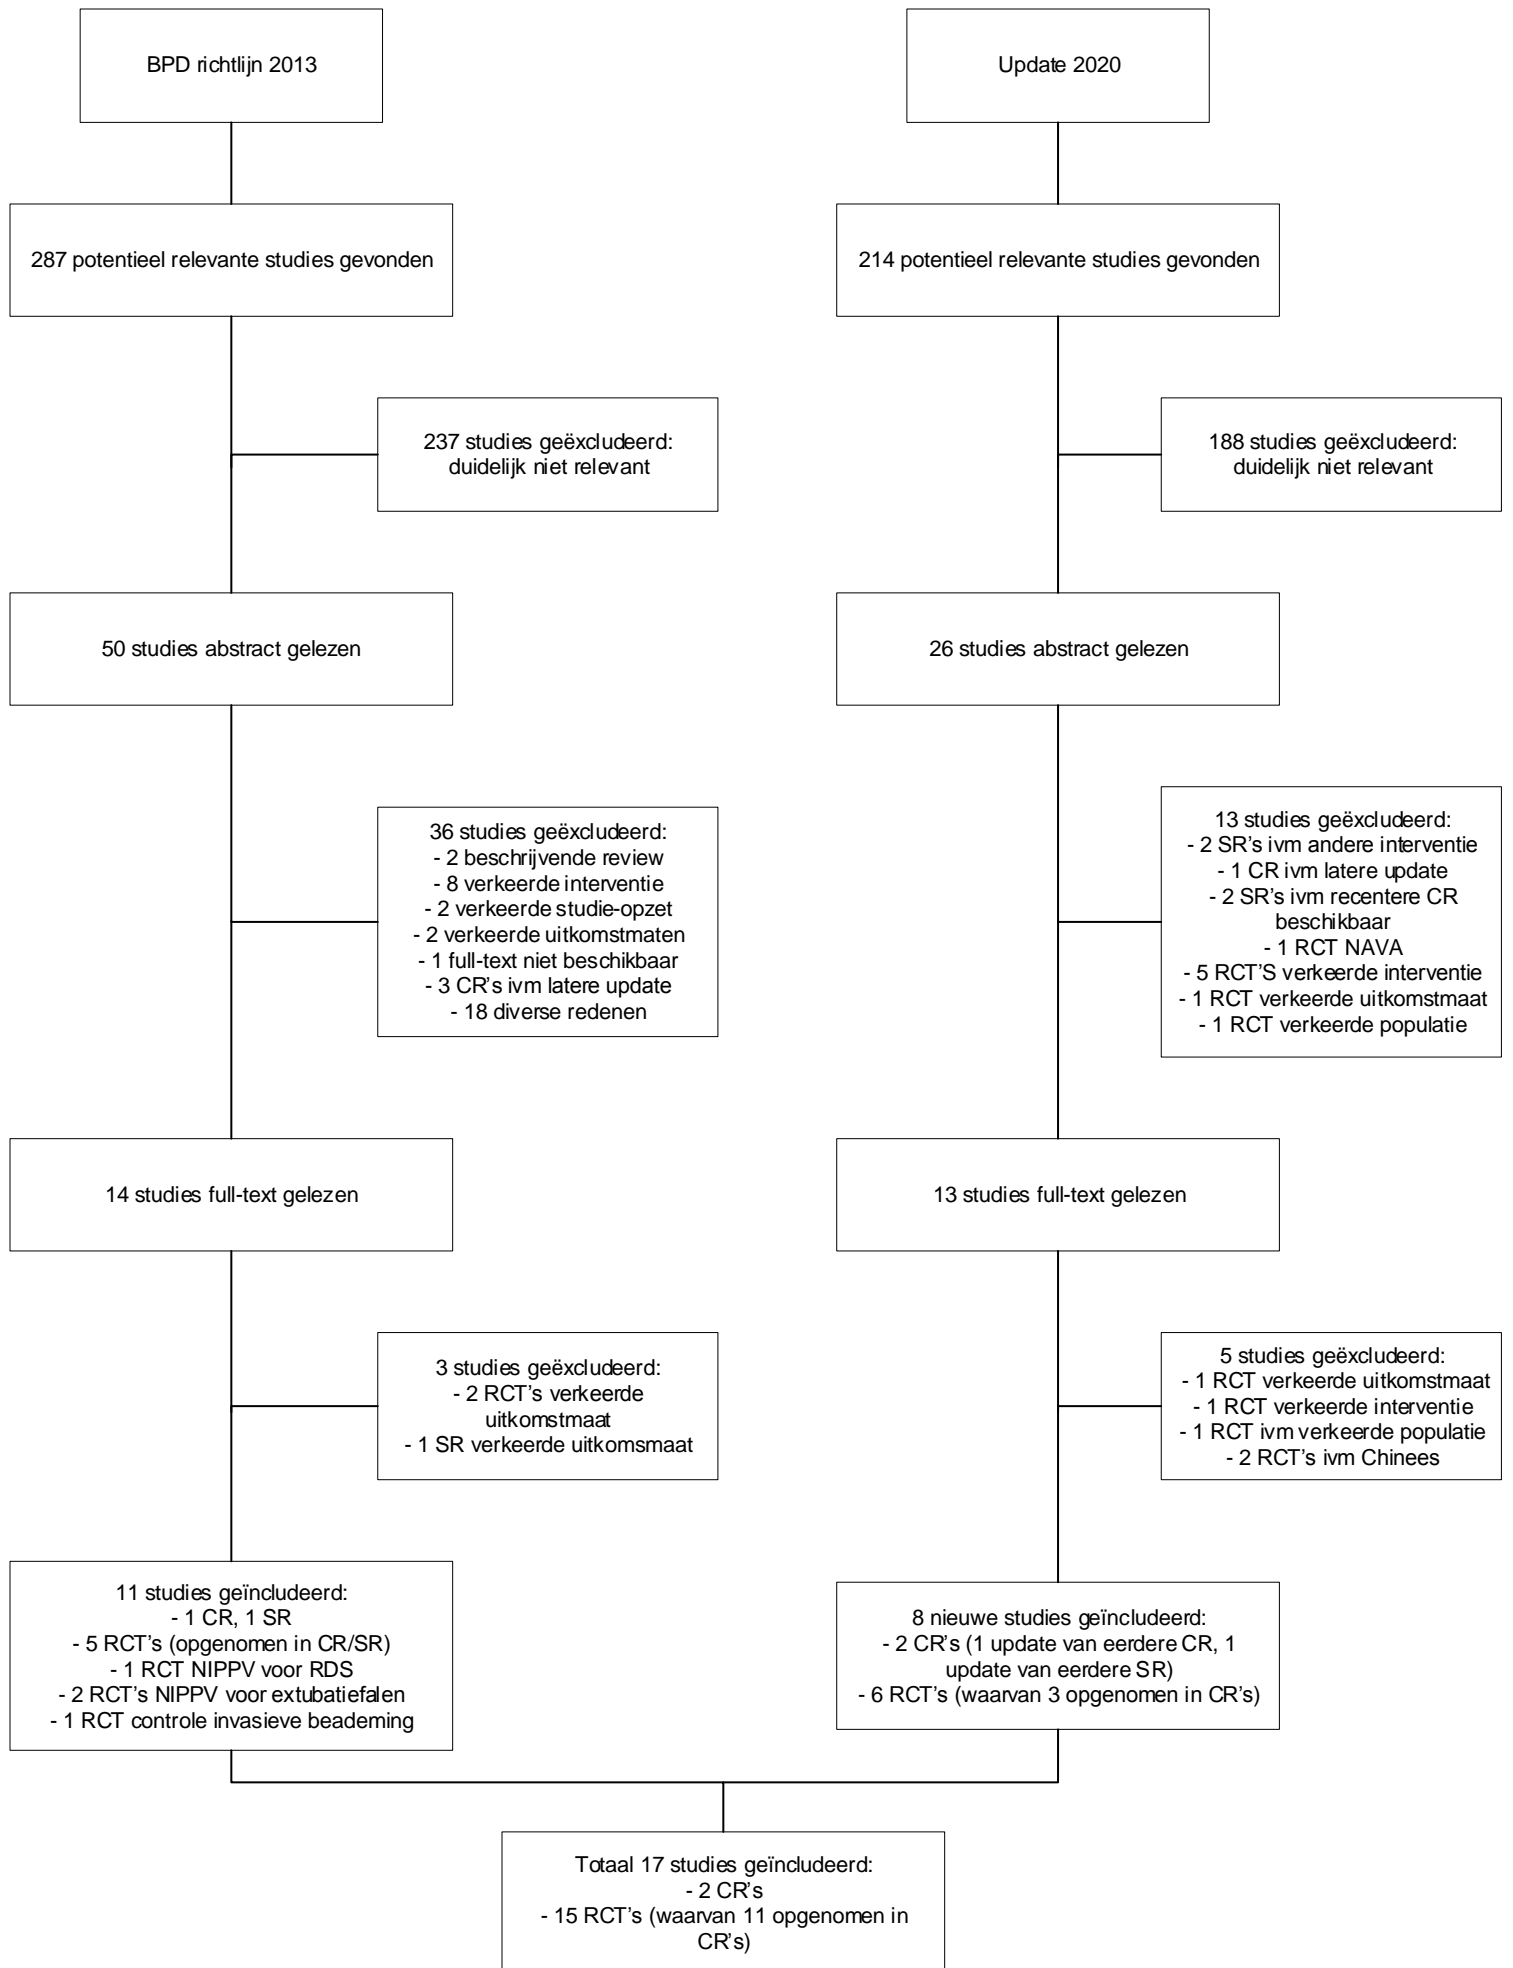 BPD richtlijn 2013
287 potentieel relevante studies gevonden
237 studies geëxcludeerd:
duidelijk niet relevant
50 studies abstract gelezen
36 studies geëxcludeerd:
- 2 beschrijvende review
- 8 verkeerde interventie
- 2 verkeerde studie-opzet
- 2 verkeerde uitkomstmaten
- 1 full-text niet beschikbaar
- 3 CR's ivm latere update
- 18 diverse redenen
14 studies full-text gelezen
3 studies geëxcludeerd:
- 2 RCT's verkeerde
uitkomstmaat
- 1 SR verkeerde uitkomsmaat
11 studies geïncludeerd:
- 1 CR, 1 SR
- 5 RCT's (opgenomen in CR/SR)
- 1 RCT NIPPV voor RDS
- 2 RCT's NIPPV voor extubatiefalen
- 1 RCT controle invasieve beademing
Update 2020
214 potentieel relevante studies gevonden
188 studies geëxcludeerd:
duidelijk niet relevant
26 studies abstract gelezen
13 studies geëxcludeerd:
- 2 SR's ivm andere interventie
- 1 CR ivm latere update
- 2 SR's ivm recentere CR
beschikbaar
- 1 RCT NAVA
- 5 RCT'S verkeerde interventie
- 1 RCT verkeerde uitkomstmaat
- 1 RCT verkeerde populatie
13 studies full-text gelezen
5 studies geëxcludeerd:
- 1 RCT verkeerde uitkomstmaat
- 1 RCT verkeerde interventie
- 1 RCT ivm verkeerde populatie
- 2 RCT's ivm Chinees
8 nieuwe studies geïncludeerd:
- 2 CR's (1 update van eerdere CR, 1
update van eerdere SR)
- 6 RCT's (waarvan 3 opgenomen in CR's)
Totaal 17 studies geïncludeerd:
- 2 CR's
- 15 RCT's (waarvan 11 opgenomen in
CR's)